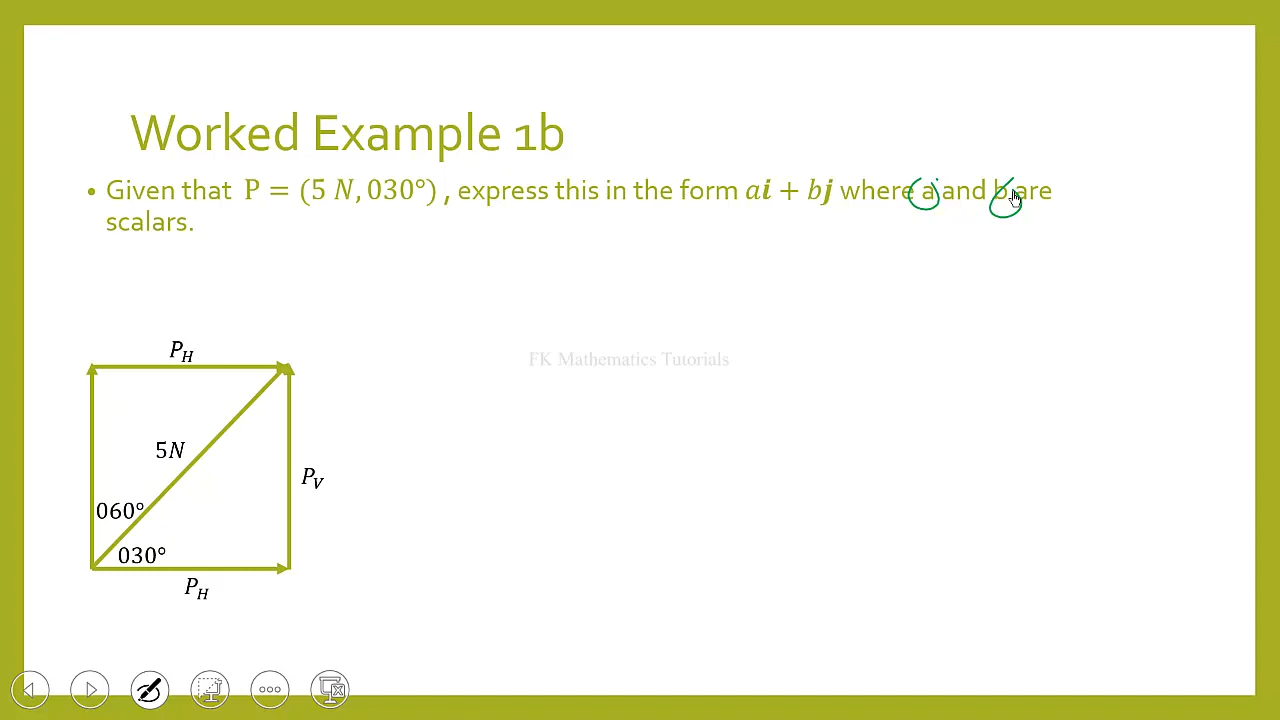 Worked Example 1b
• Given that P = (5 N, 030°) , express this in the form ai + bj where a and b are
scalars.
P_H
FK Mathematics Tutorials
5N
P_V
060°
030°
P_H